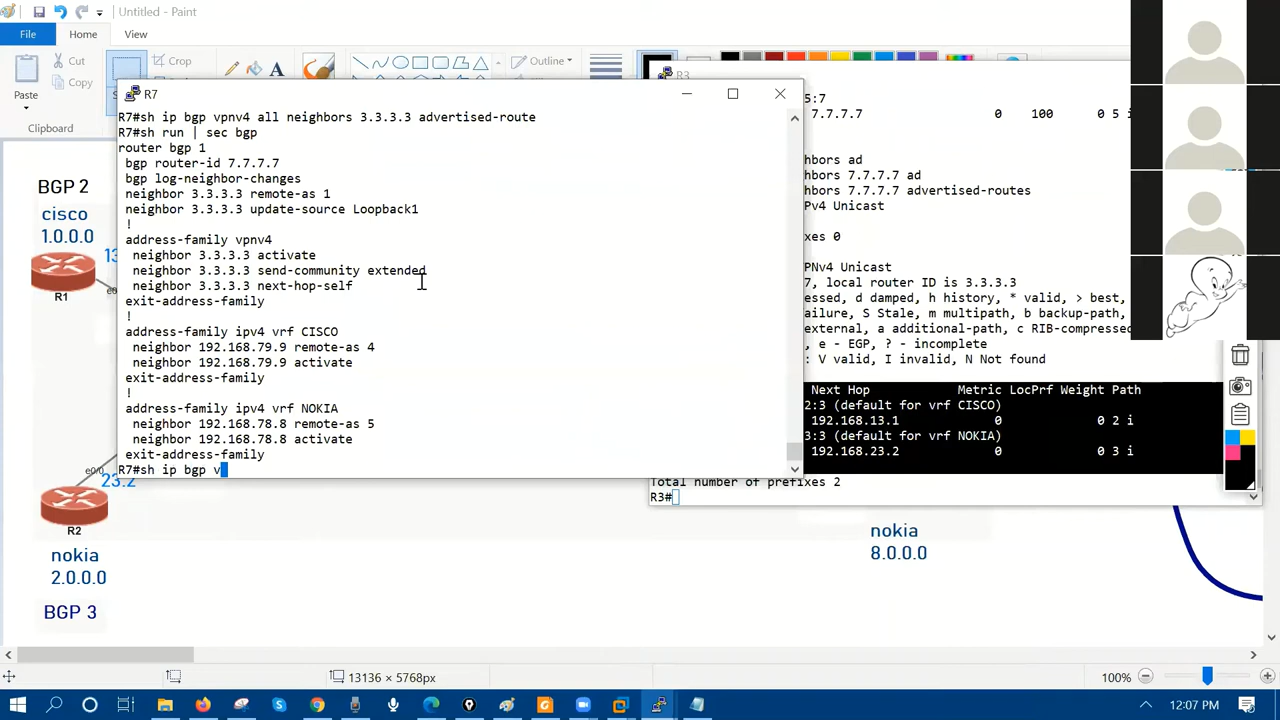 Untitled - Paint
File
Home
View
Paste
Cut
Copy
Clipboard
A
Outline
R7
R7#sh ip bgp vpnv4 all neighbors 3.3.3.3 advertised-route
R7#sh run | sec bgp
router bgp 1
bgp router-id 7.7.7.7
bgp log-neighbor-changes
neighbor 3.3.3.3 remote-as 1
neighbor 3.3.3.3 update-source Loopback1
!
address-family vpnv4
neighbor 3.3.3.3 activate
neighbor 3.3.3.3 send-community extended
neighbor 3.3.3.3 next-hop-self
exit-address-family
!
address-family ipv4 vrf CISCO
neighbor 192.168.79.9 remote-as 4
neighbor 192.168.79.9 activate
exit-address-family
!
address-family ipv4 vrf NOKIA
neighbor 192.168.78.8 remote-as 5
neighbor 192.168.78.8 activate
exit-address-family
R7#sh ip bgp v
R3
5:7
7.7.7.7 0 100 0 5 i
hbors ad
hbors 7.7.7.7 ad
hbors 7.7.7.7 advertised-routes
Pv4 Unicast
xes 0
PNv4 Unicast
7, local router ID is 3.3.3.3
essed, d damped, h history, * valid, > best,
ailure, S Stale, m multipath, b backup-path,
external, a additional-path, c RIB-compressed
, e - EGP, ? - incomplete
: V valid, I invalid, N Not found
Next Hop Metric LocPrf Weight Path
2:3 (default for vrf CISCO)
192.168.13.1 0 0 2 i
3:3 (default for vrf NOKIA)
192.168.23.2 0 0 3 i
Total number of prefixes 2
R3#
BGP 2
cisco
1.0.0.0
13
R1
e0
e0/0
23.2
R2
nokia
2.0.0.0
BGP 3
nokia
8.0.0.0
13136 × 5768px
100%
12:07 PM